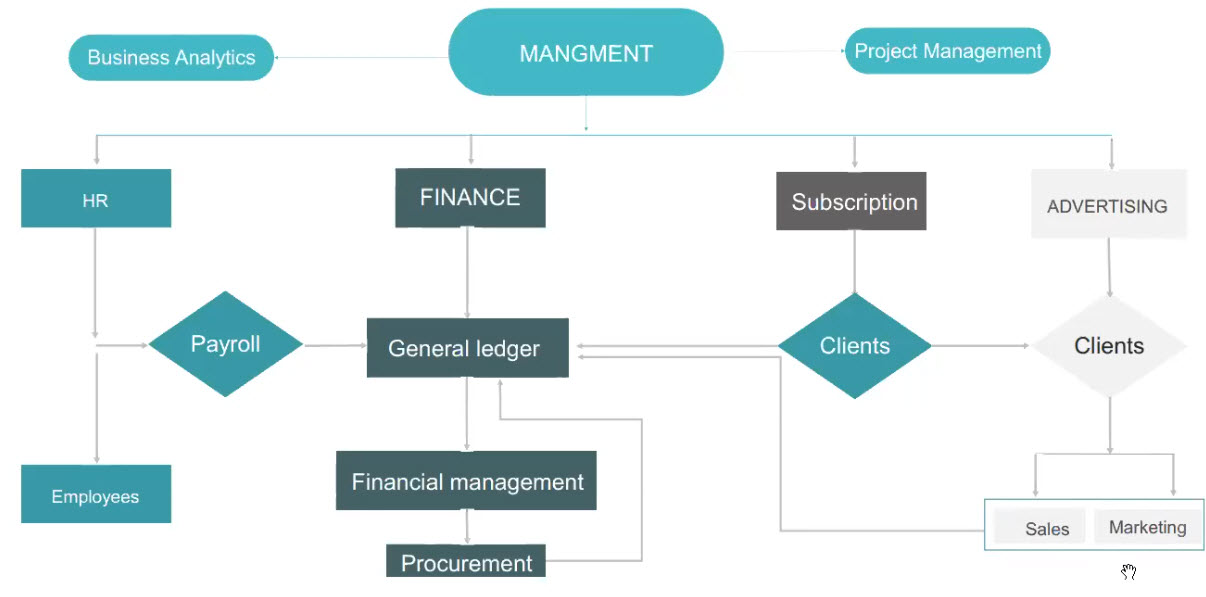 MANGMENT
Business Analytics
Project Management
HR
FINANCE
Subscription
ADVERTISING
Payroll
General ledger
Clients
Clients
Employees
Financial management
Sales
Marketing
Procurement